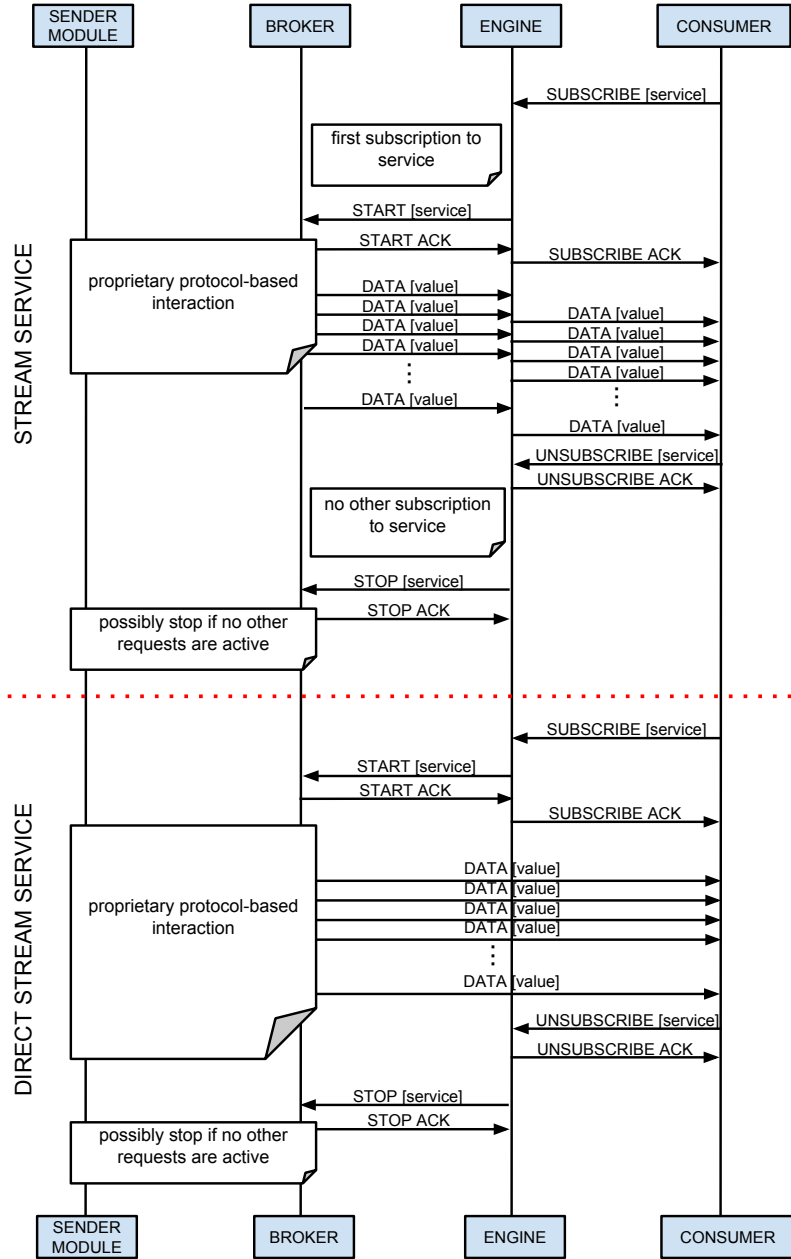 SENDER
MODULE
BROKER
ENGINE
CONSUMER
STREAM SERVICE
SUBSCRIBE [service]
first subscription to
service
START [service]
START ACK
SUBSCRIBE ACK
proprietary protocol-based
interaction
DATA [value]
DATA [value]
DATA [value]
DATA [value]
DATA [value]
DATA [value]
DATA [value]
DATA [value]
DATA [value]
DATA [value]
UNSUBSCRIBE [service]
UNSUBSCRIBE ACK
no other subscription
to service
STOP [service]
STOP ACK
possibly stop if no other
requests are active
DIRECT STREAM SERVICE
SUBSCRIBE [service]
START [service]
START ACK
SUBSCRIBE ACK
proprietary protocol-based
interaction
DATA [value]
DATA [value]
DATA [value]
DATA [value]
DATA [value]
UNSUBSCRIBE [service]
UNSUBSCRIBE ACK
STOP [service]
STOP ACK
possibly stop if no other
requests are active
SENDER
MODULE
BROKER
ENGINE
CONSUMER